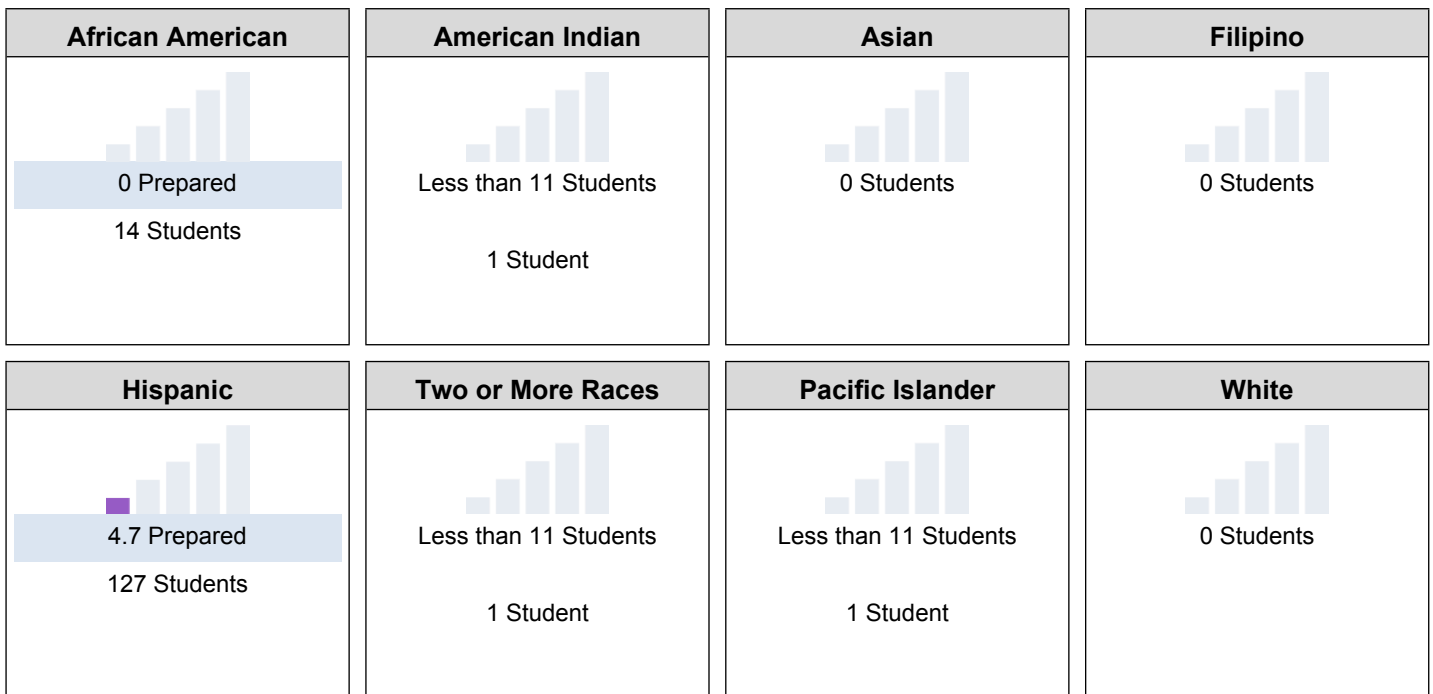 African American
0 Prepared
14 Students
American Indian
Less than 11 Students
1 Student
Asian
0 Students
Filipino
0 Students
Hispanic
4.7 Prepared
127 Students
Two or More Races
Less than 11 Students
1 Student
Pacific Islander
Less than 11 Students
1 Student
White
0 Students